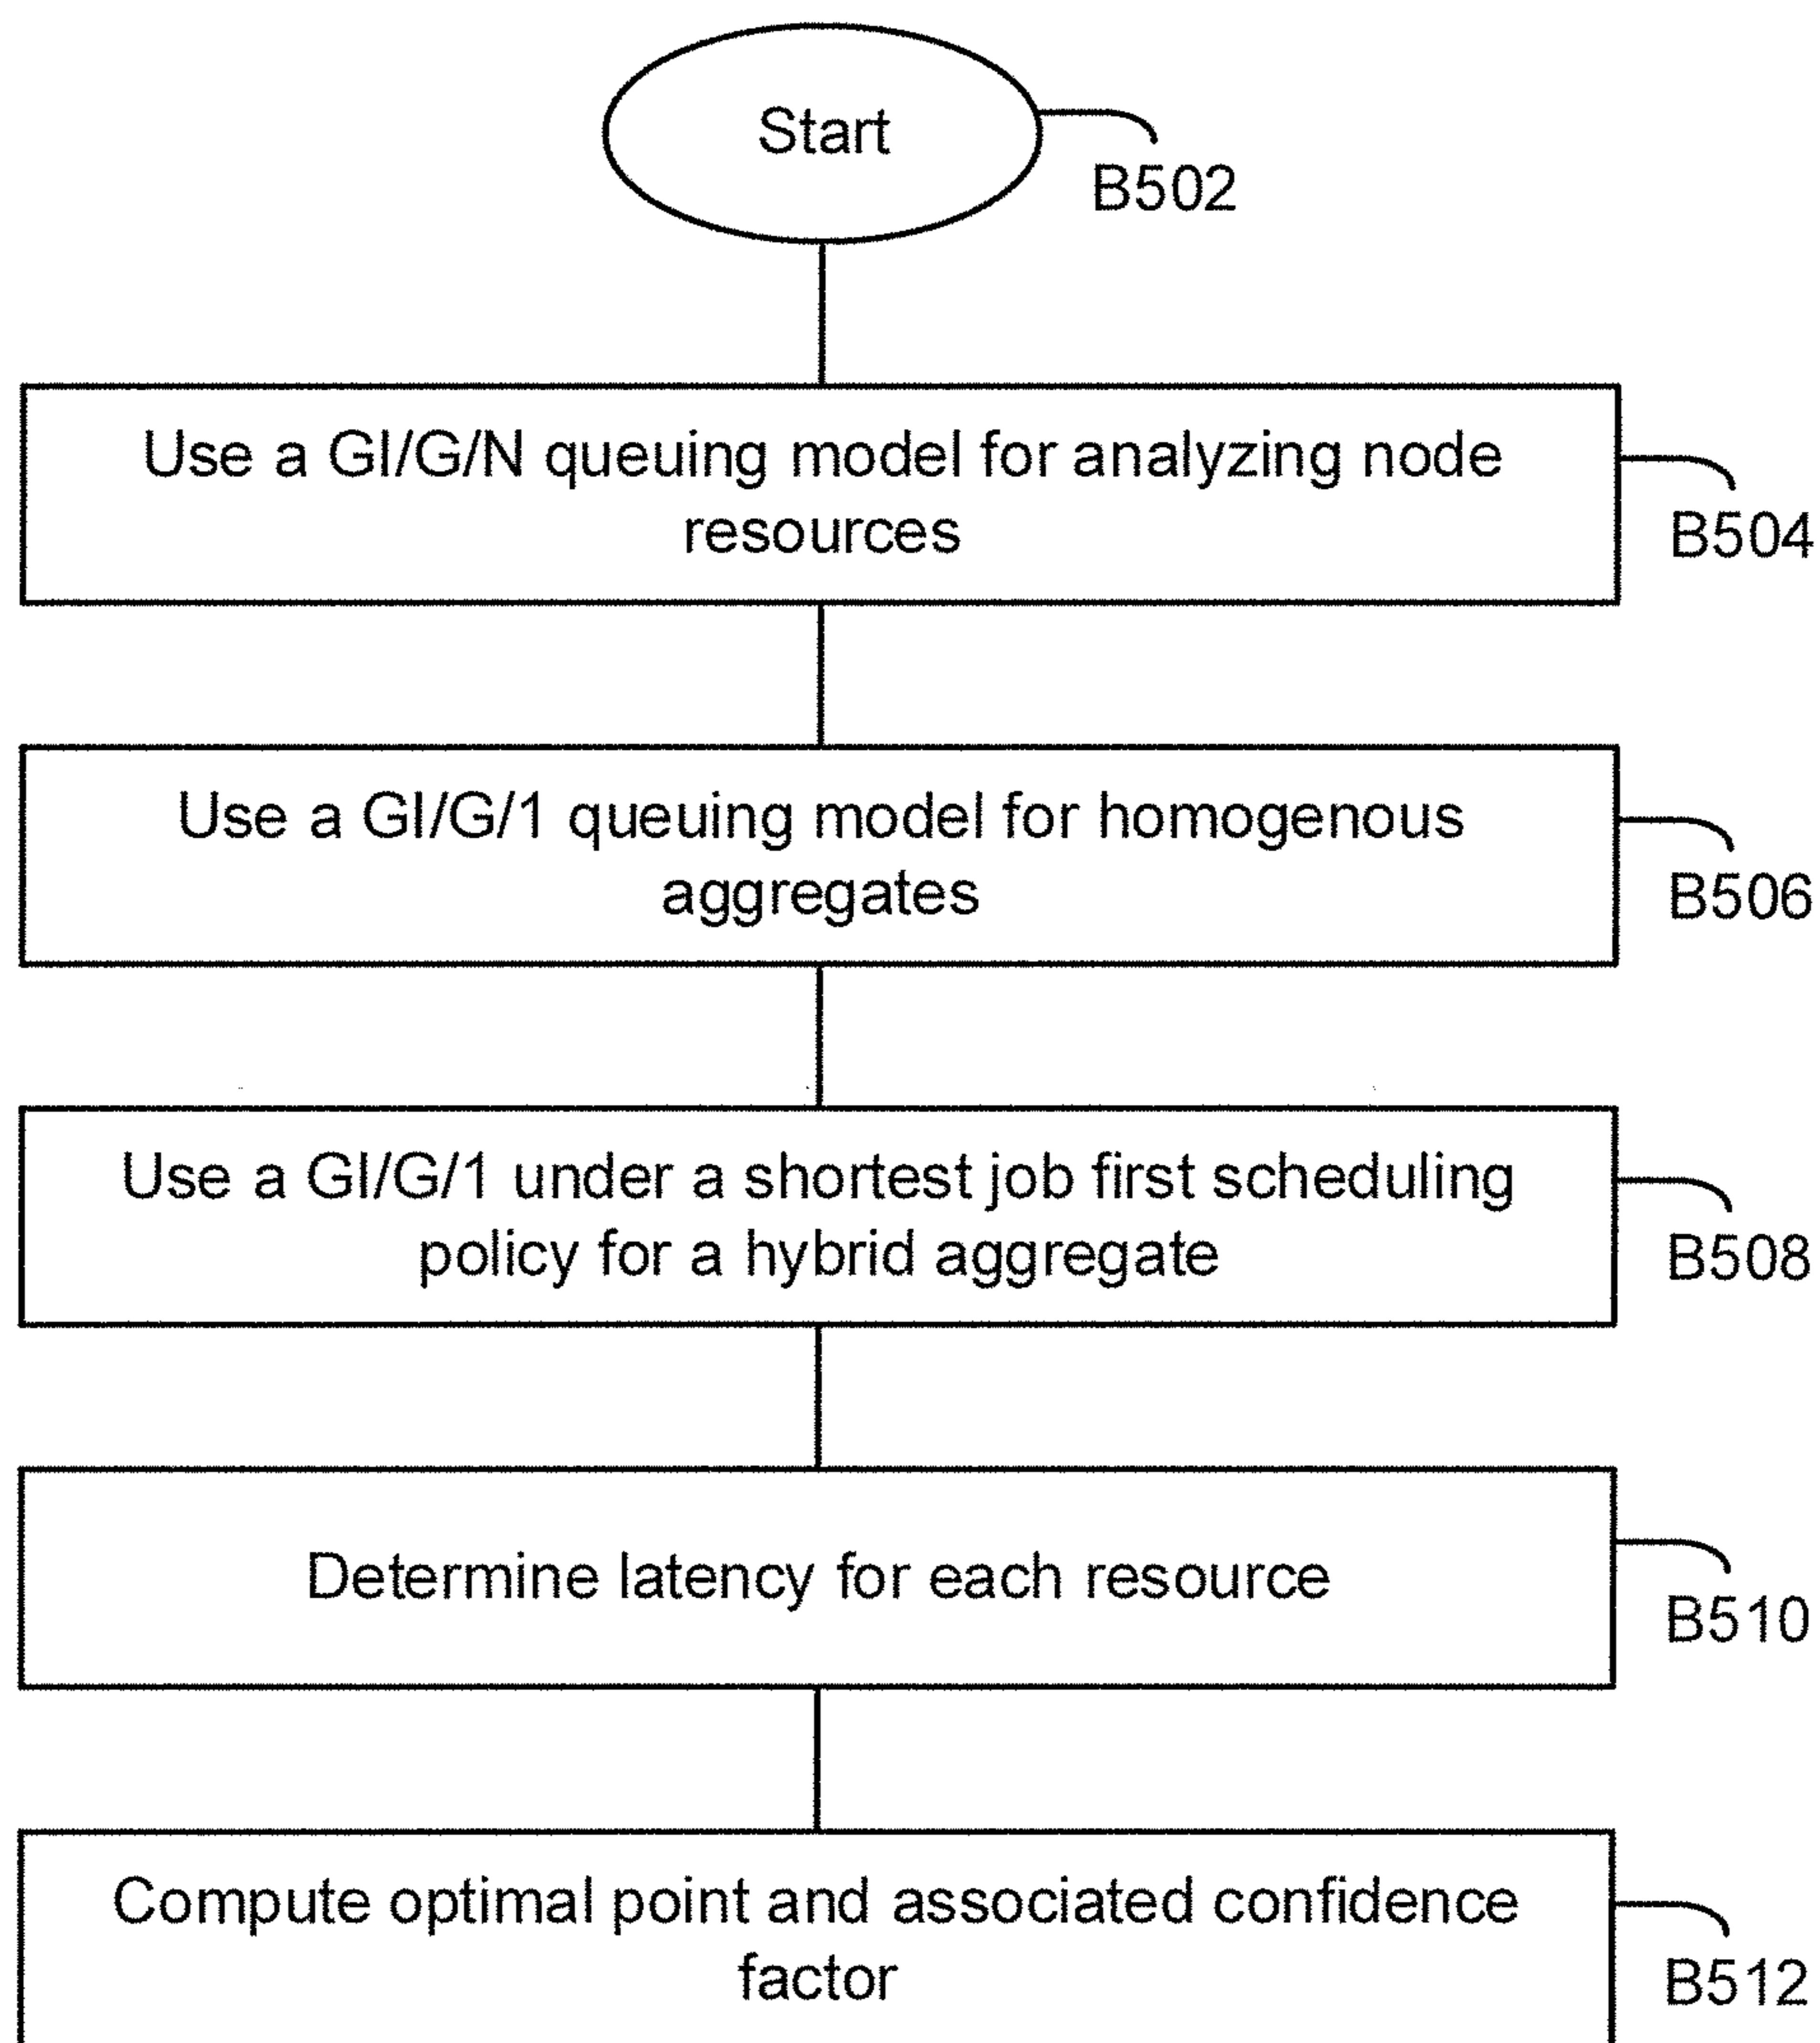 Start
B502
Use a GI/G/N queuing model for analyzing node
resources
B504
Use a GI/G/1 queuing model for homogenous
aggregates
B506
Use a GI/G/1 under a shortest job first scheduling
policy for a hybrid aggregate
B508
Determine latency for each resource
B510
Compute optimal point and associated confidence
factor
B512